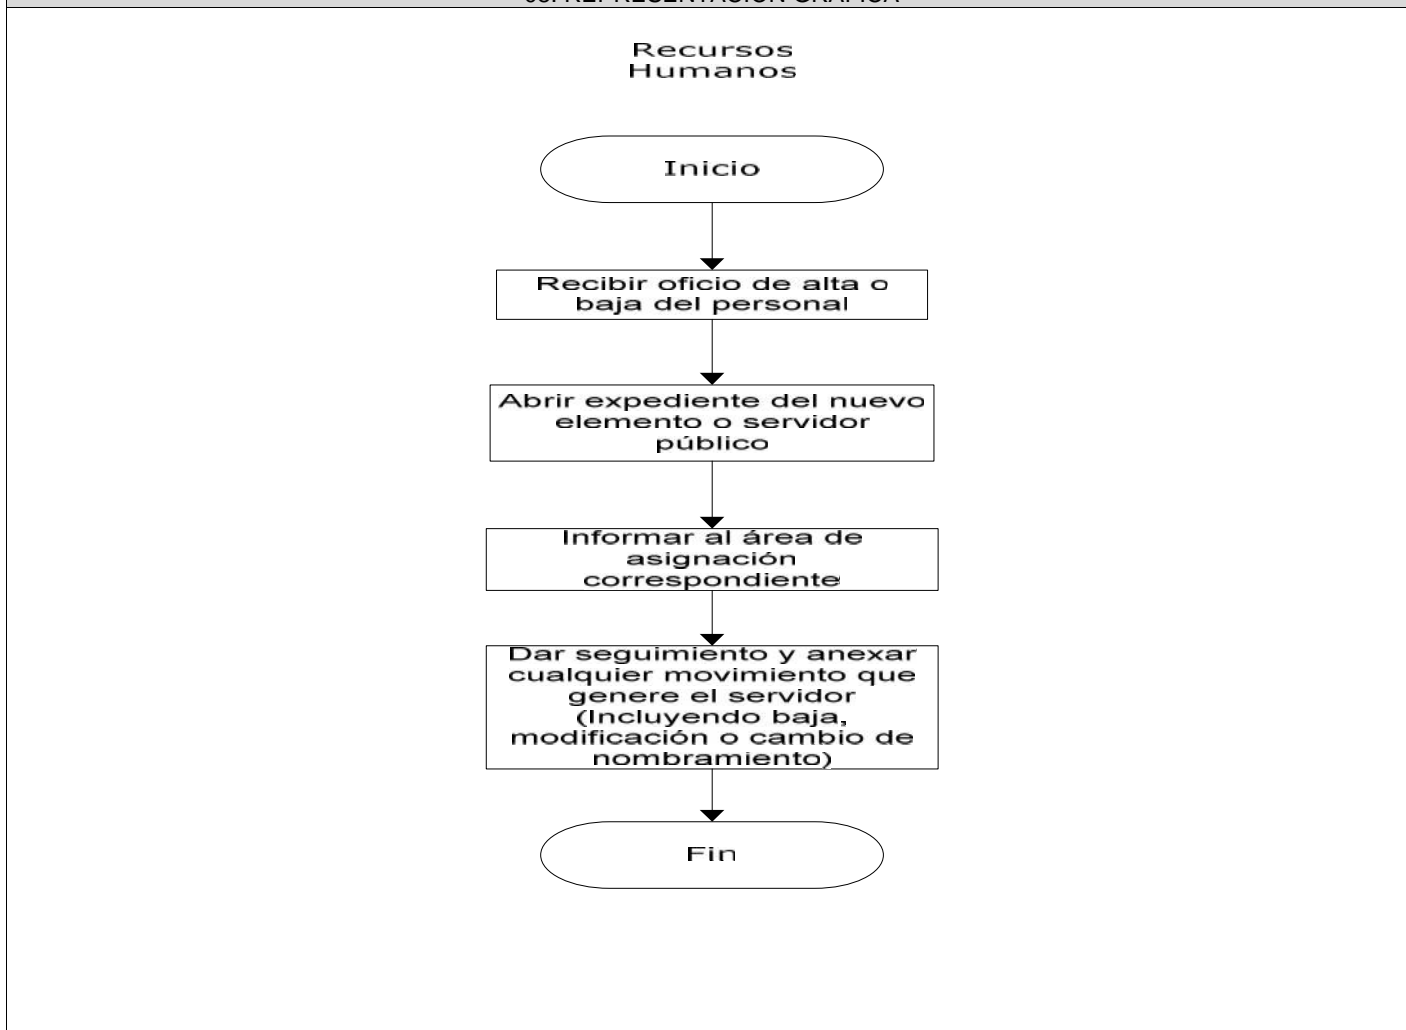 Recursos
Humanos
Inicio
Recibir oficio de alta o
baja del personal
Abrir expediente del nuevo
elemento o servidor
público
Informar al área de
asignación
correspondiente
Dar seguimiento y anexar
cualquier movimiento que
genere el servidor
(Incluyendo baja,
modificación o cambio de
nombramiento)
Fin